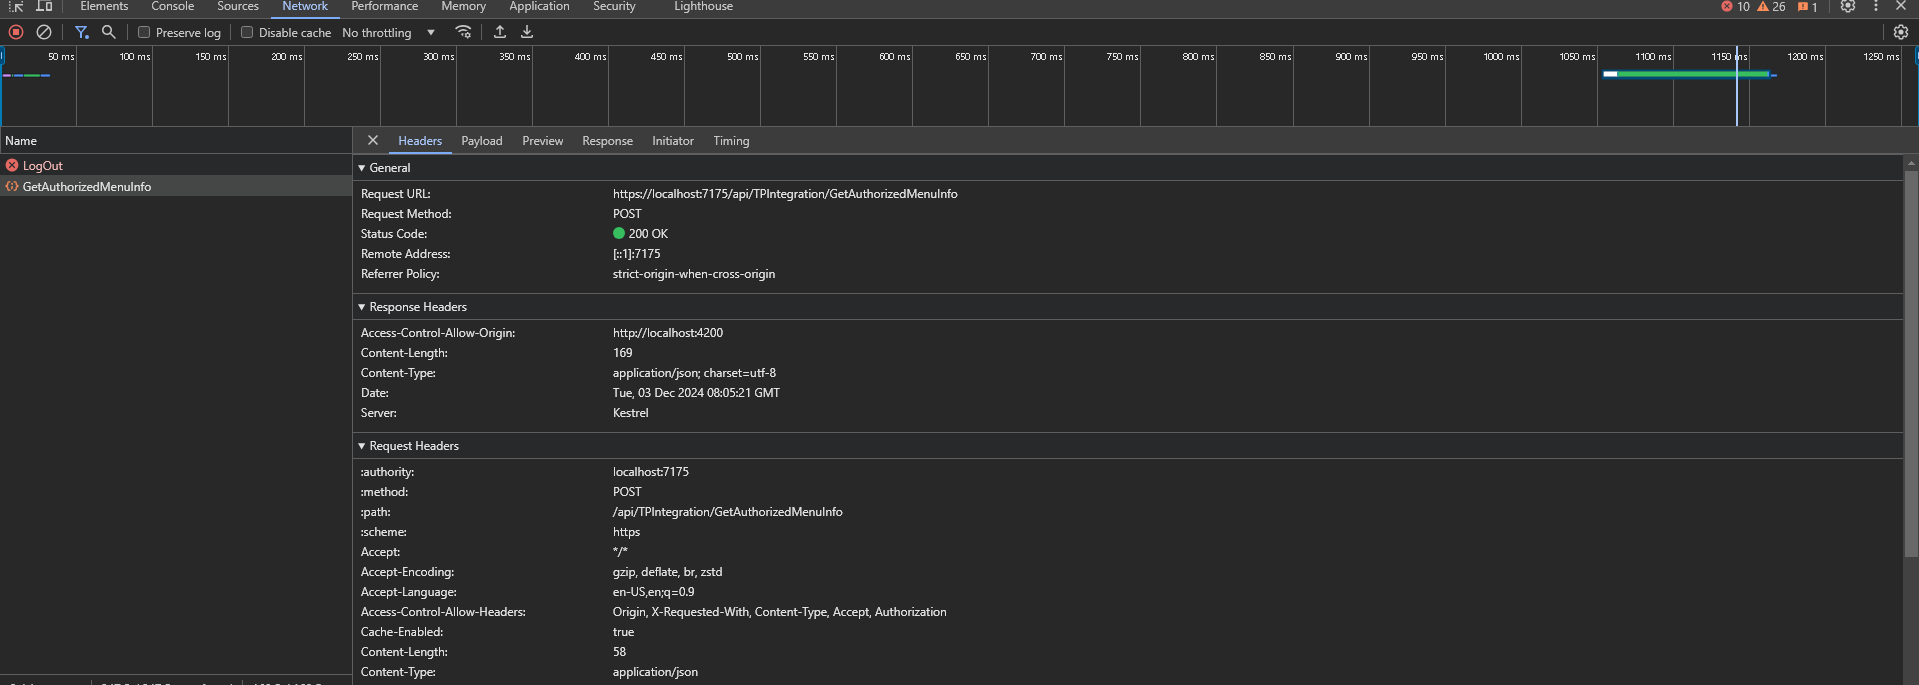 Elements Console Sources Network Performance Memory Application Security Lighthouse 10 26 1
Preserve log Disable cache No throttling
50 ms 100 ms 150 ms 200 ms 250 ms 300 ms 350 ms 400 ms 450 ms 500 ms 550 ms 600 ms 650 ms 700 ms 750 ms 800 ms 850 ms 900 ms 950 ms 1000 ms 1050 ms 1100 ms 1150 ms 1200 ms 1250 ms
Name
LogOut
GetAuthorizedMenuInfo
Headers Payload Preview Response Initiator Timing
General
Request URL: https://localhost:7175/api/TPIntegration/GetAuthorizedMenuInfo
Request Method: POST
Status Code: 200 OK
Remote Address: [::1]:7175
Referrer Policy: strict-origin-when-cross-origin
Response Headers
Access-Control-Allow-Origin: http://localhost:4200
Content-Length: 169
Content-Type: application/json; charset=utf-8
Date: Tue, 03 Dec 2024 08:05:21 GMT
Server: Kestrel
Request Headers
:authority: localhost:7175
:method: POST
:path: /api/TPIntegration/GetAuthorizedMenuInfo
:scheme: https
Accept: */*
Accept-Encoding: gzip, deflate, br, zstd
Accept-Language: en-US,en;q=0.9
Access-Control-Allow-Headers: Origin, X-Requested-With, Content-Type, Accept, Authorization
Cache-Enabled: true
Content-Length: 58
Content-Type: application/json